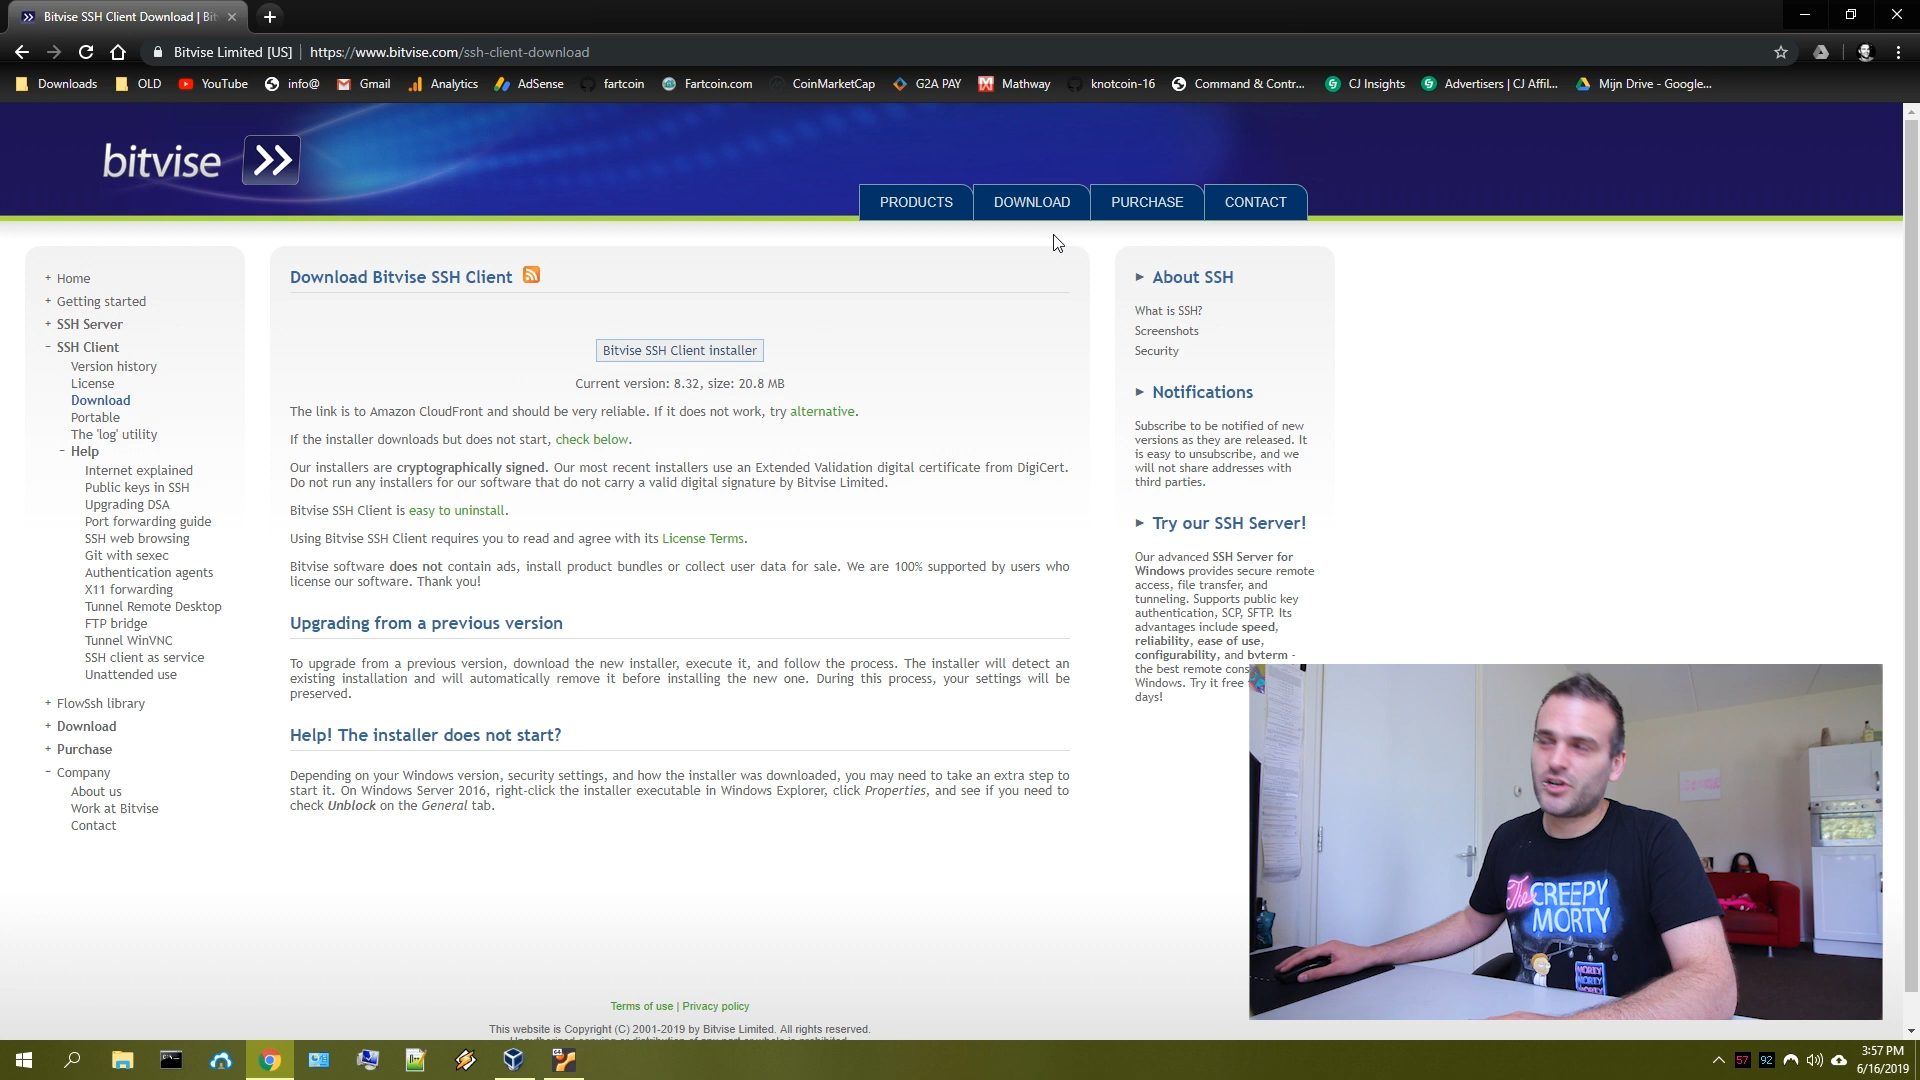 Bitvise SSH Client Download | Bit
Bitvise Limited [US] | https://www.bitvise.com/ssh-client-download
Downloads OLD YouTube info@ Gmail Analytics AdSense fartcoin Fartcoin.com CoinMarketCap G2A PAY Mathway knotcoin-16 Command & Contr... CJ Insights Advertisers | CJ Affil... Mijn Drive - Google...
bitvise
PRODUCTS DOWNLOAD PURCHASE CONTACT
+ Home
+ Getting started
+ SSH Server
- SSH Client
Version history
License
Download
Portable
The 'log' utility
- Help
Internet explained
Public keys in SSH
Upgrading DSA
Port forwarding guide
SSH web browsing
Git with sexec
Authentication agents
X11 forwarding
Tunnel Remote Desktop
FTP bridge
Tunnel WinVNC
SSH client as service
Unattended use
+ FlowSsh library
+ Download
+ Purchase
- Company
About us
Work at Bitvise
Contact
Download Bitvise SSH Client
Bitvise SSH Client installer
Current version: 8.32, size: 20.8 MB
The link is to Amazon CloudFront and should be very reliable. If it does not work, try alternative.
If the installer downloads but does not start, check below.
Our installers are cryptographically signed. Our most recent installers use an Extended Validation digital certificate from DigiCert.
Do not run any installers for our software that do not carry a valid digital signature by Bitvise Limited.
Bitvise SSH Client is easy to uninstall.
Using Bitvise SSH Client requires you to read and agree with its License Terms.
Bitvise software does not contain ads, install product bundles or collect user data for sale. We are 100% supported by users who
license our software. Thank you!
Upgrading from a previous version
To upgrade from a previous version, download the new installer, execute it, and follow the process. The installer will detect an
existing installation and will automatically remove it before installing the new one. During this process, your settings will be
preserved.
Help! The installer does not start?
Depending on your Windows version, security settings, and how the installer was downloaded, you may need to take an extra step to
start it. On Windows Server 2016, right-click the installer executable in Windows Explorer, click Properties, and see if you need to
check Unblock on the General tab.
About SSH
What is SSH?
Screenshots
Security
Notifications
Subscribe to be notified of new
versions as they are released. It
is easy to unsubscribe, and we
will not share addresses with
third parties.
Try our SSH Server!
Our advanced SSH Server for
Windows provides secure remote
access, file transfer, and
tunneling. Supports public key
authentication, SCP, SFTP. Its
advantages include speed,
reliability, ease of use,
configurability, and bvterm -
the best remote cons
Windows. Try it free
days!
The CREEPY
MORTY
MORTY
MORTY
Terms of use | Privacy policy
This website is Copyright (C) 2001-2019 by Bitvise Limited. All rights reserved.
57 92 3:57 PM
6/16/2019